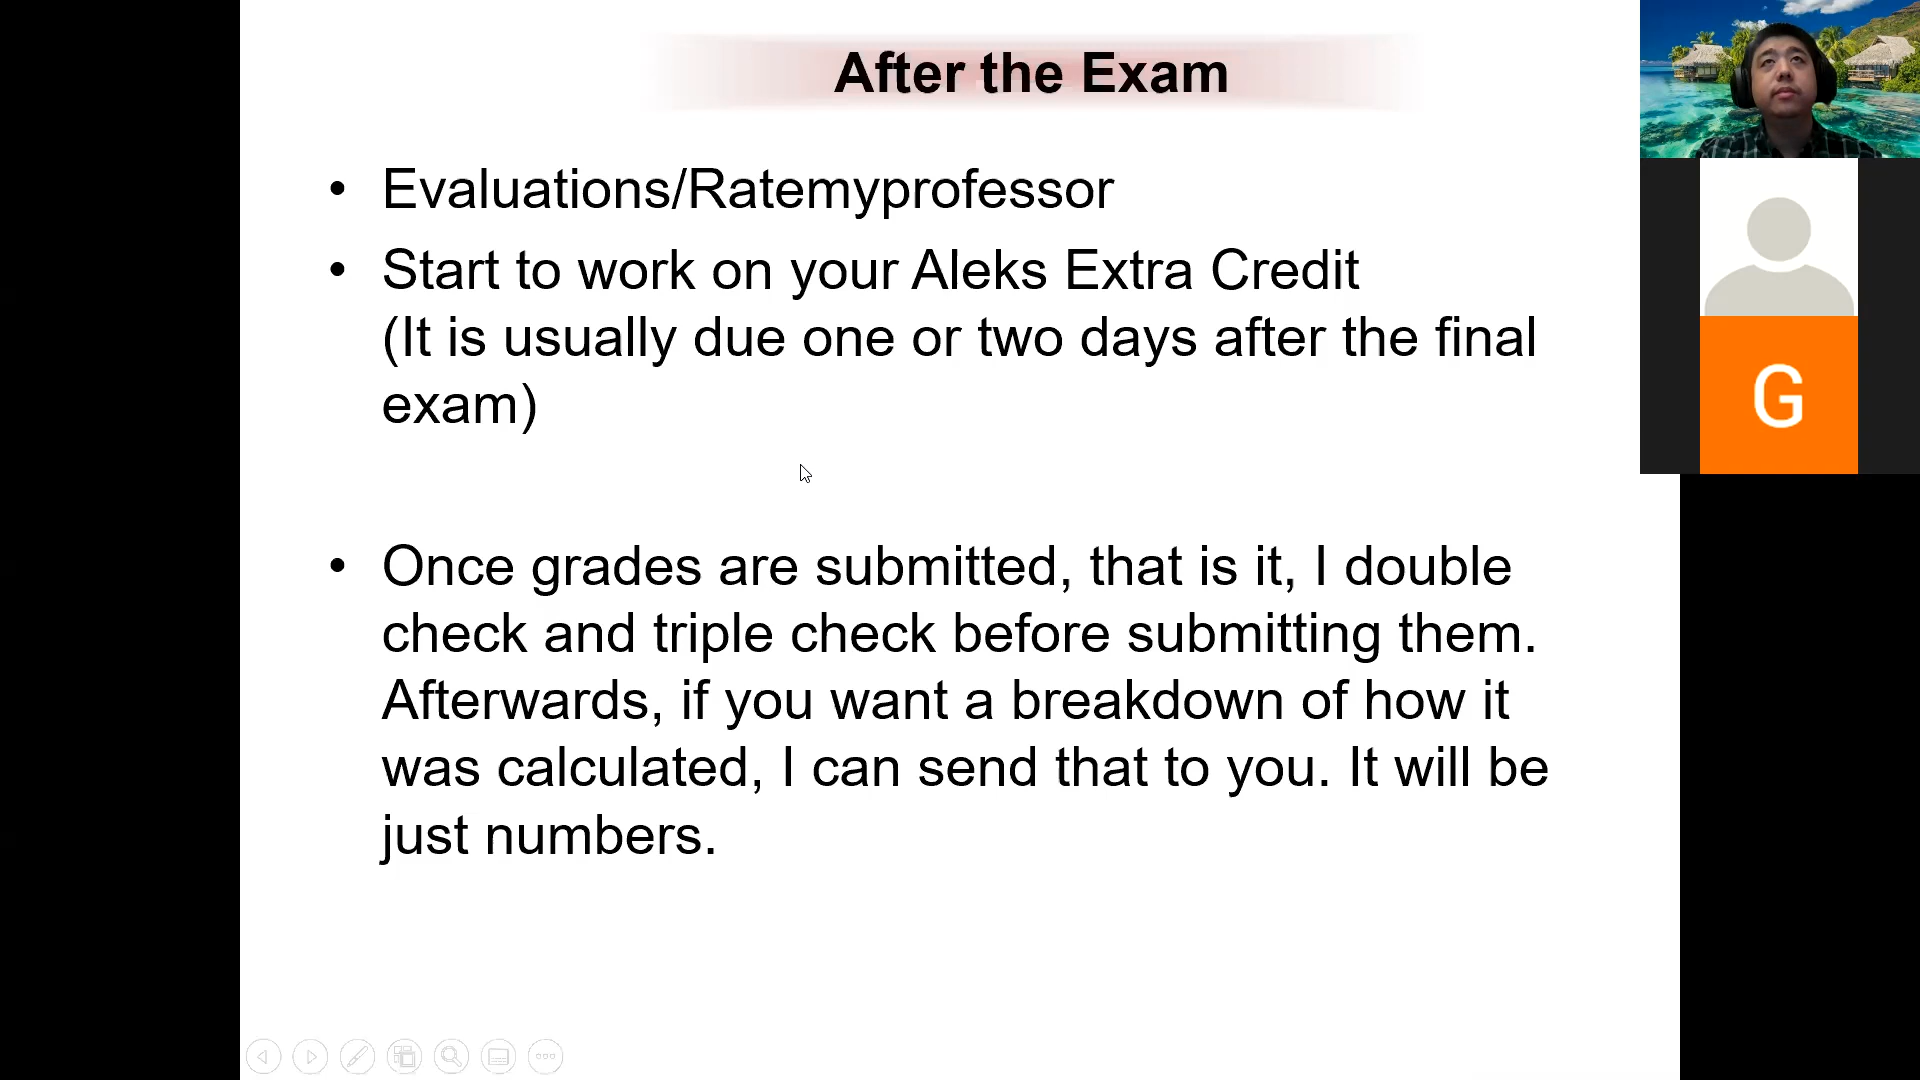 After the Exam
• Evaluations/Ratemyprofessor
• Start to work on your Aleks Extra Credit
(It is usually due one or two days after the final
exam)
• Once grades are submitted, that is it, I double
check and triple check before submitting them.
Afterwards, if you want a breakdown of how it
was calculated, I can send that to you. It will be
just numbers.
G